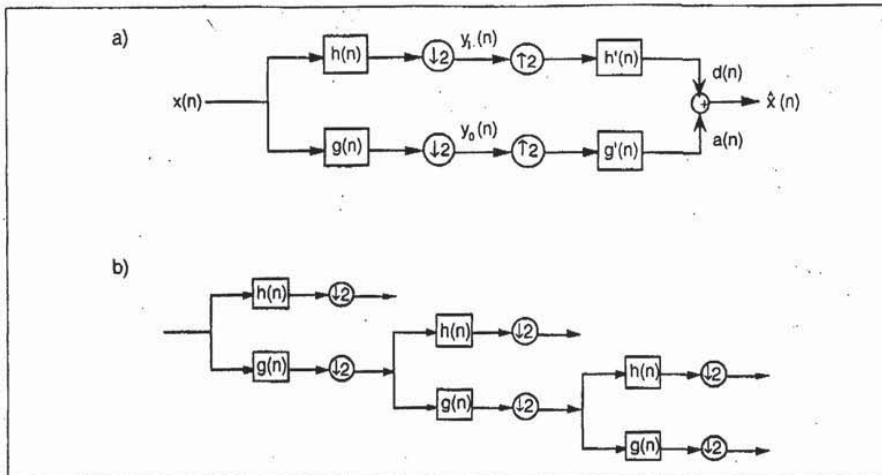 a)
h(n) ↓2 y₁.(n) ↑2 h'(n)
d(n)
x(n) + x̂ (n)
g(n) ↓2 y₀(n) ↑2 g'(n) a(n)
b)
h(n) ↓2
g(n) ↓2 h(n) ↓2
g(n) ↓2 h(n) ↓2
g(n) ↓2